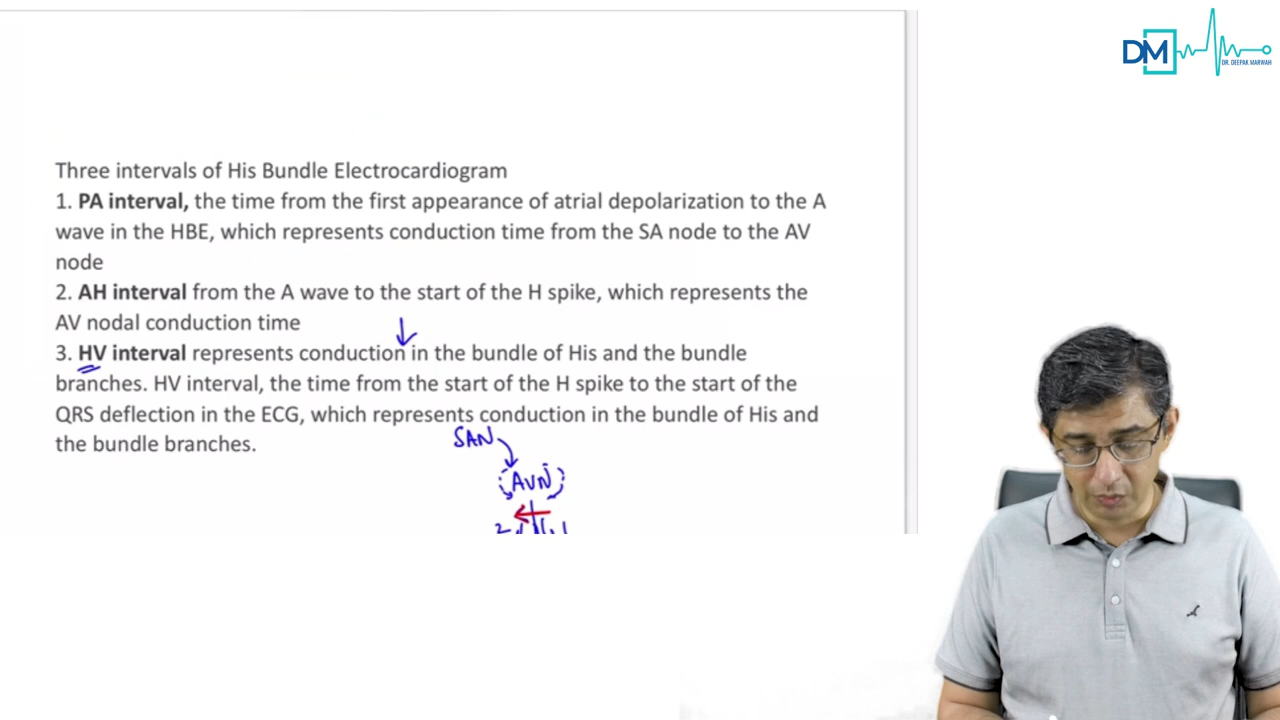 DM
DR. DEEPAK MARWAH
Three intervals of His Bundle Electrocardiogram
1. PA interval, the time from the first appearance of atrial depolarization to the A
wave in the HBE, which represents conduction time from the SA node to the AV
node
2. AH interval from the A wave to the start of the H spike, which represents the
AV nodal conduction time
3. HV interval represents conduction in the bundle of His and the bundle
branches. HV interval, the time from the start of the H spike to the start of the
QRS deflection in the ECG, which represents conduction in the bundle of His and
the bundle branches.
SAN
(AVN)